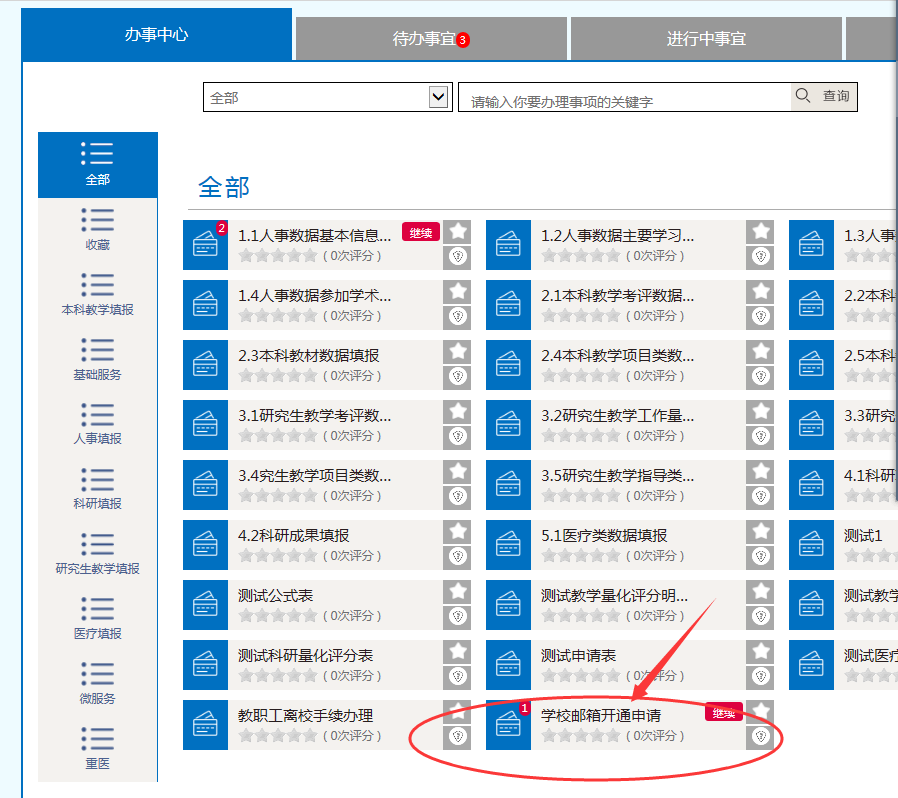 办事中心
待办事宜3
进行中事宜
全部
请输入你要办理事项的关键字
查询
全部
收藏
本科教学填报
基础服务
人事填报
科研填报
研究生教学填报
医疗填报
微服务
重医
全部
2
1.1人事数据基本信息...
继续
(0次评分)
1.2人事数据主要学习...
(0次评分)
1.3人事
1.4人事数据参加学术...
(0次评分)
2.1本科教学考评数据...
(0次评分)
2.2本科
2.3本科教材数据填报
(0次评分)
2.4本科教学项目类数...
(0次评分)
2.5本科
3.1研究生教学考评数...
(0次评分)
3.2研究生教学工作量...
(0次评分)
3.3研究
3.4究生教学项目类数...
(0次评分)
3.5研究生教学指导类...
(0次评分)
4.1科研
4.2科研成果填报
(0次评分)
5.1医疗类数据填报
(0次评分)
测试1
测试公式表
(0次评分)
测试教学量化评分明...
(0次评分)
测试教学
测试科研量化评分表
(0次评分)
测试申请表
(0次评分)
测试医疗
教职工离校手续办理
(0次评分)
1
学校邮箱开通申请
继续
(0次评分)